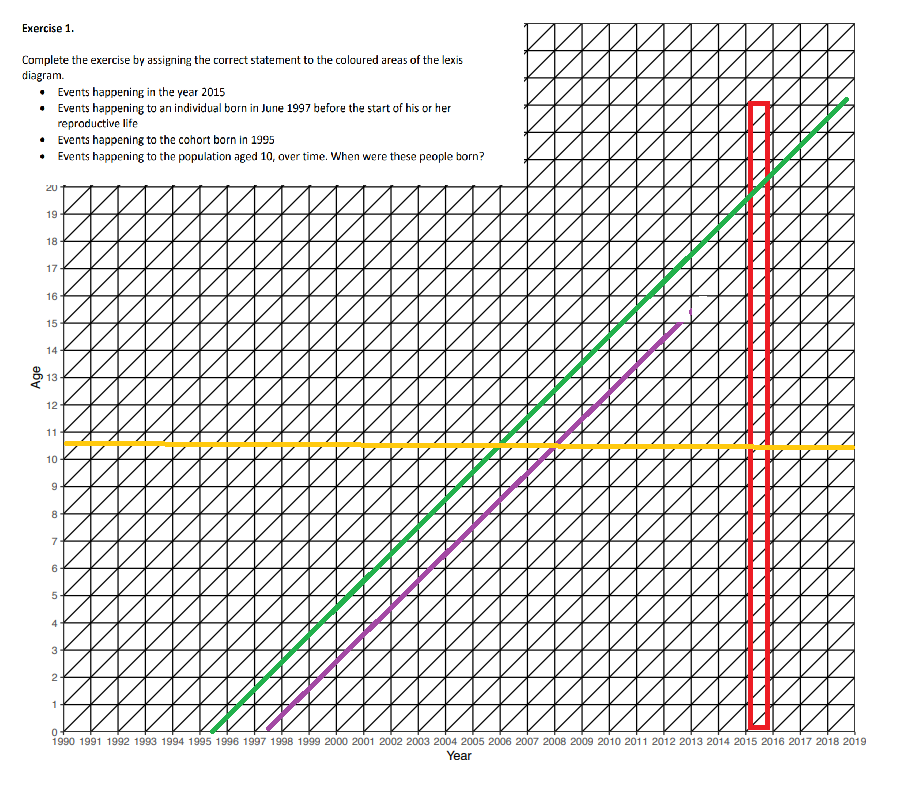 Exercise 1.
Complete the exercise by assigning the correct statement to the coloured areas of the lexis
diagram.
• Events happening in the year 2015
• Events happening to an individual born in June 1997 before the start of his or her
reproductive life
• Events happening to the cohort born in 1995
• Events happening to the population aged 10, over time. When were these people born?
20
19
18
17
16
15
14
13
12
11
10
9
8
7
6
5
4
3
2
1
0
Age
1990 1991 1992 1993 1994 1995 1996 1997 1998 1999 2000 2001 2002 2003 2004 2005 2006 2007 2008 2009 2010 2011 2012 2013 2014 2015 2016 2017 2018 2019
Year